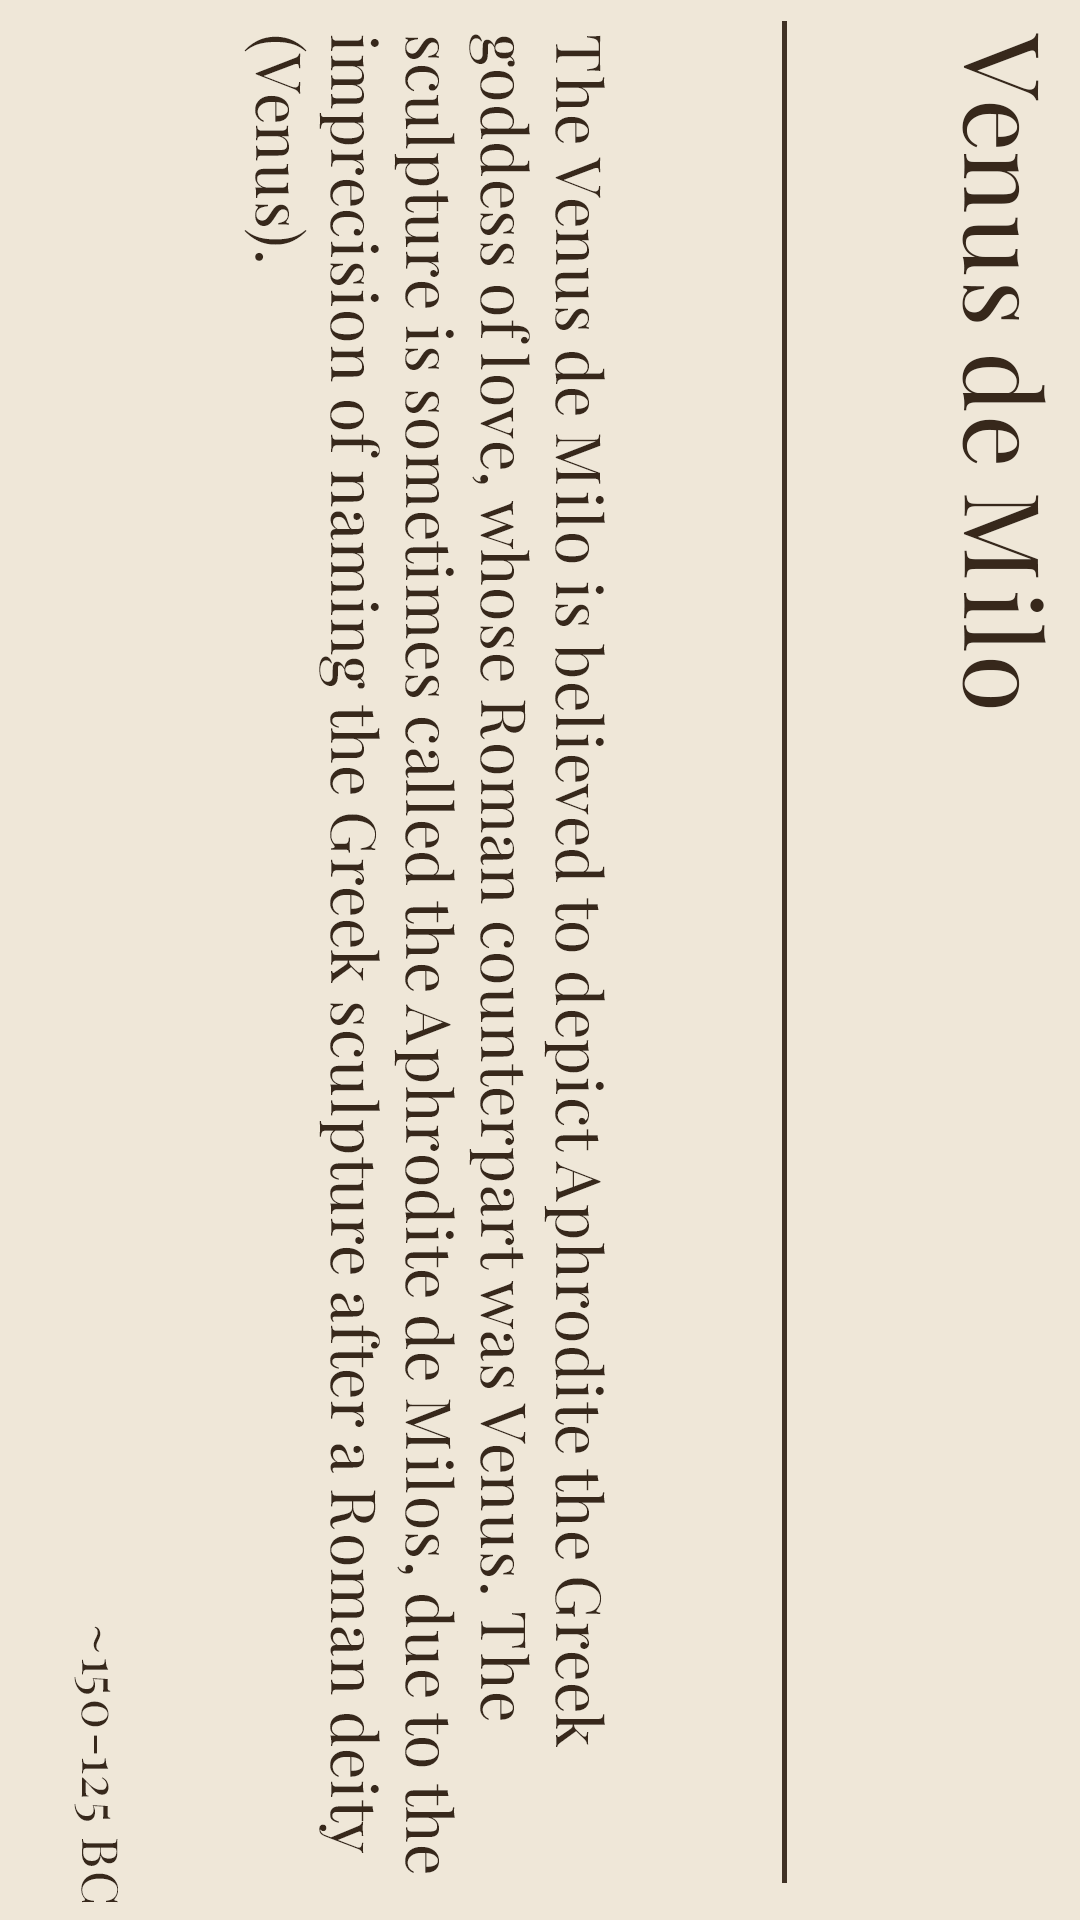 Venus de Milo
The Venus de Milo is believed to depict Aphrodite the Greek
goddess of love, whose Roman counterpart was Venus. The
sculpture is sometimes called the Aphrodite de Milos, due to the
imprecision of naming the Greek sculpture after a Roman deity
(Venus).
~150-125 BC